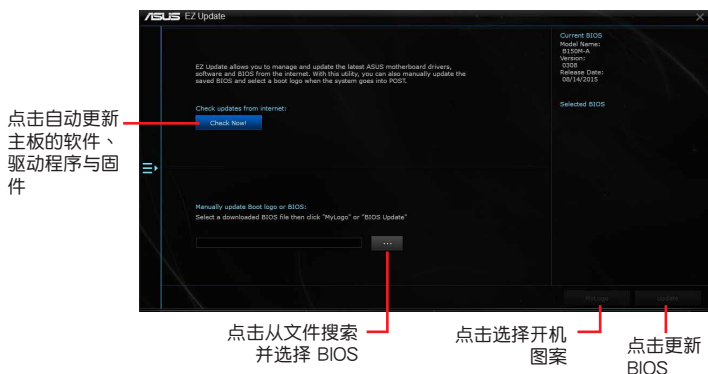 ASUS EZ Update
EZ Update allows you to manage and update the latest ASUS motherboard drivers,
software and BIOS from the internet. With this utility, you can also manually update the
saved BIOS and select a boot logo when the system goes into POST.
Check updates from internet:
Check Now!
Manually update Boot logo or BIOS:
Select a downloaded BIOS file then click "MyLogo" or "BIOS Update"
...
Current BIOS
Model Name:
B150M-A
Version:
0308
Release Date:
08/14/2015
Selected BIOS
MyLogo
Update
点击自动更新
主板的软件、
驱动程序与固
件
点击从文件搜索
并选择 BIOS
点击选择开机
图案
点击更新
BIOS